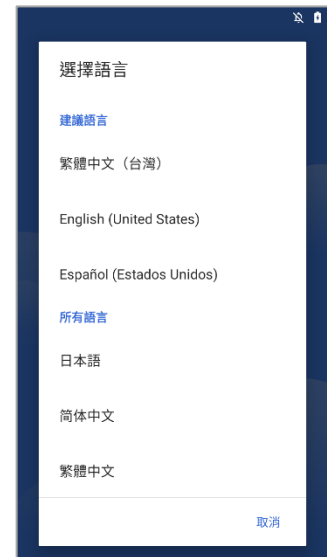 選擇語言
建議語言
繁體中文（台灣）
English (United States)
Español (Estados Unidos)
所有語言
日本語
简体中文
繁體中文
取消